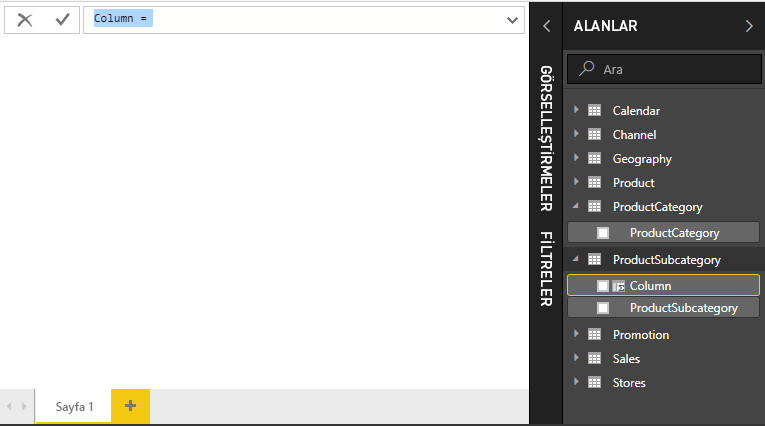 Column =
ALANLAR
Ara
GÖRSELLEŞTİRMELER
FİLTRELER
Calendar
Channel
Geography
Product
ProductCategory
ProductCategory
ProductSubcategory
Column
ProductSubcategory
Promotion
Sales
Stores
Sayfa 1